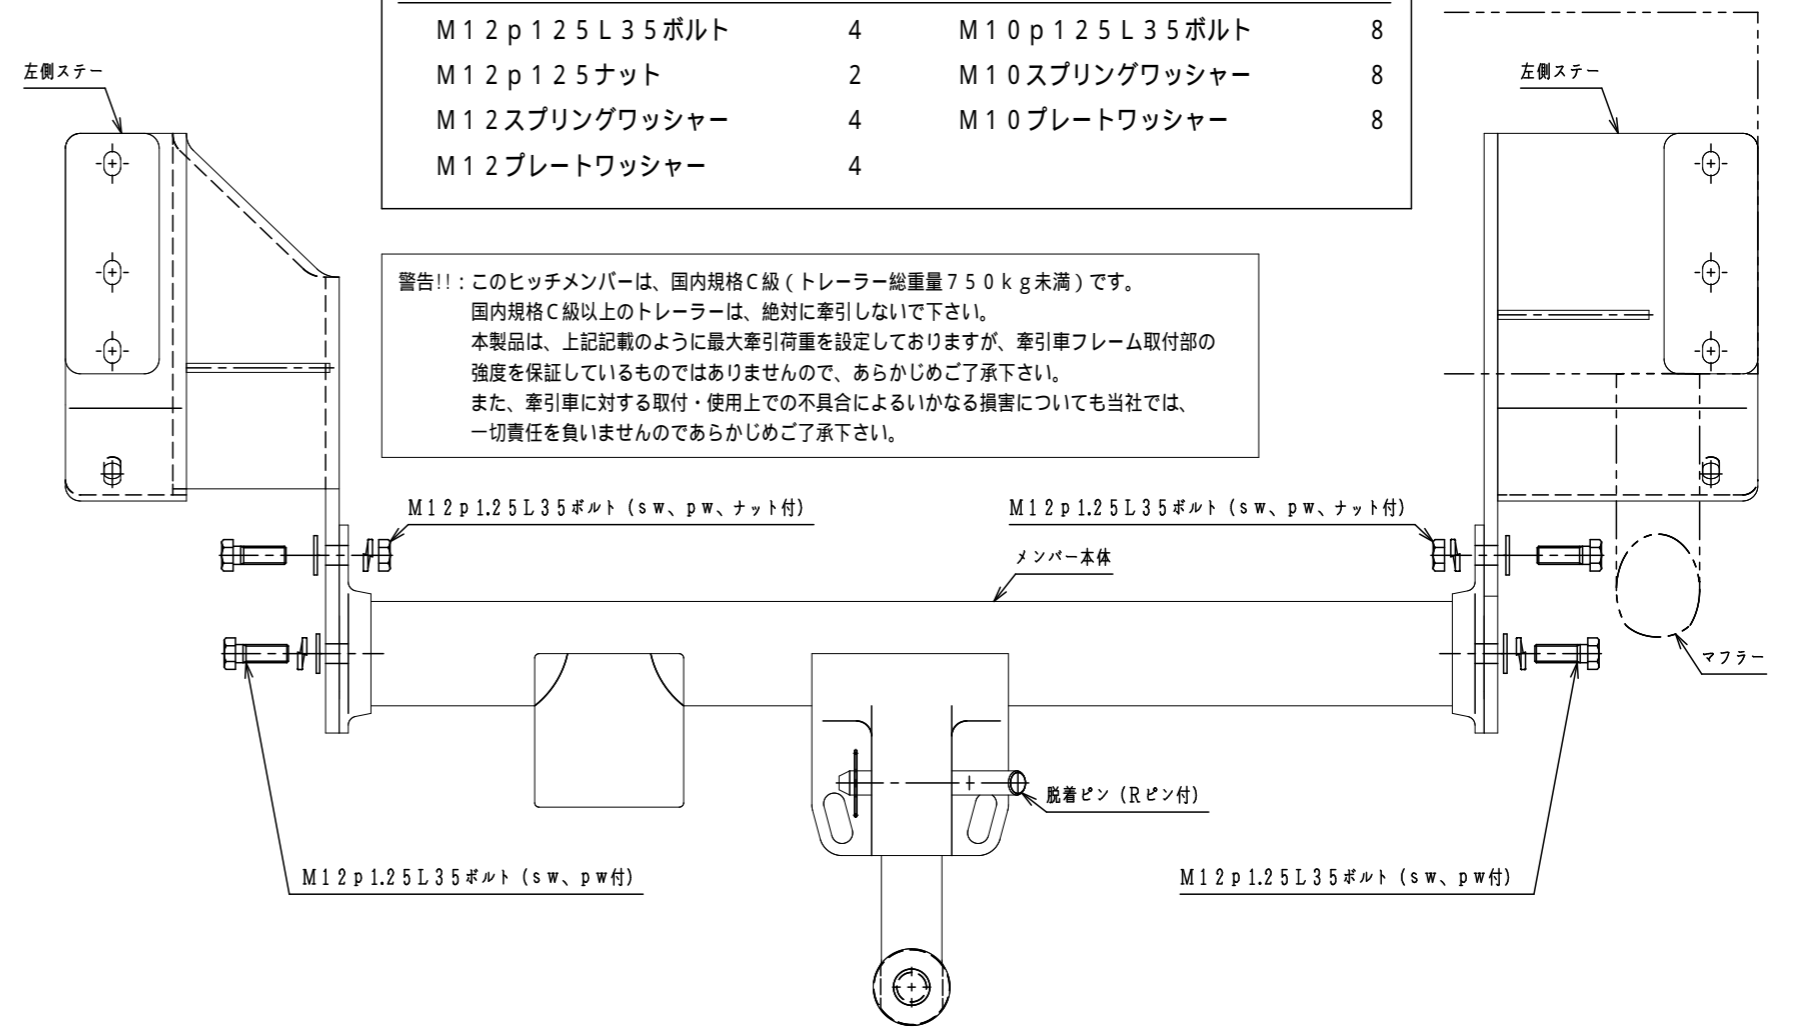 Ｍ１２ｐ１２５Ｌ３５ボルト　４　Ｍ１０ｐ１２５Ｌ３５ボルト　８
Ｍ１２ｐ１２５ナット　２　Ｍ１０スプリングワッシャー　８
Ｍ１２スプリングワッシャー　４　Ｍ１０プレートワッシャー　８
Ｍ１２プレートワッシャー　４
左側ステー
左側ステー
警告!!：このヒッチメンバーは、国内規格Ｃ級（トレーラー総重量７５０ｋｇ未満）です。
国内規格Ｃ級以上のトレーラーは、絶対に牽引しないで下さい。
本製品は、上記記載のように最大牽引荷重を設定しておりますが、牽引車フレーム取付部の
強度を保証しているものではありませんので、あらかじめご了承下さい。
また、牽引車に対する取付・使用上での不具合によるいかなる損害についても当社では、
一切責任を負いませんのであらかじめご了承下さい。
Ｍ１２ｐ1.２５Ｌ３５ボルト（ｓｗ、ｐｗ、ナット付）
Ｍ１２ｐ1.２５Ｌ３５ボルト（ｓｗ、ｐｗ、ナット付）
メンバー本体
マフラー
脱着ピン（Ｒピン付）
Ｍ１２ｐ1.２５Ｌ３５ボルト（ｓｗ、ｐｗ付）
Ｍ１２ｐ1.２５Ｌ３５ボルト（ｓｗ、ｐｗ付）